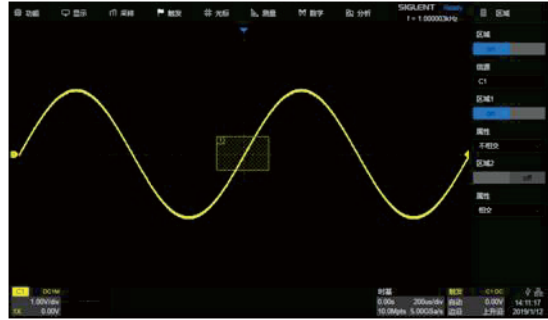 功能 显示 采样 触发 光标 测量 数学 分析
SIGLENT Ready
f = 1.000003kHz
区域
区域
on
信源
C1
区域1
on
属性
不相交
区域2
off
属性
相交
C1 DC1M
1.00V/div
1X 0.00V
时基
0.00s 200us/div
10.0Mpts 5.00GSa/s
触发 C1 DC
自动 0.00V
边沿 上升沿
14:11:17
2019/1/12